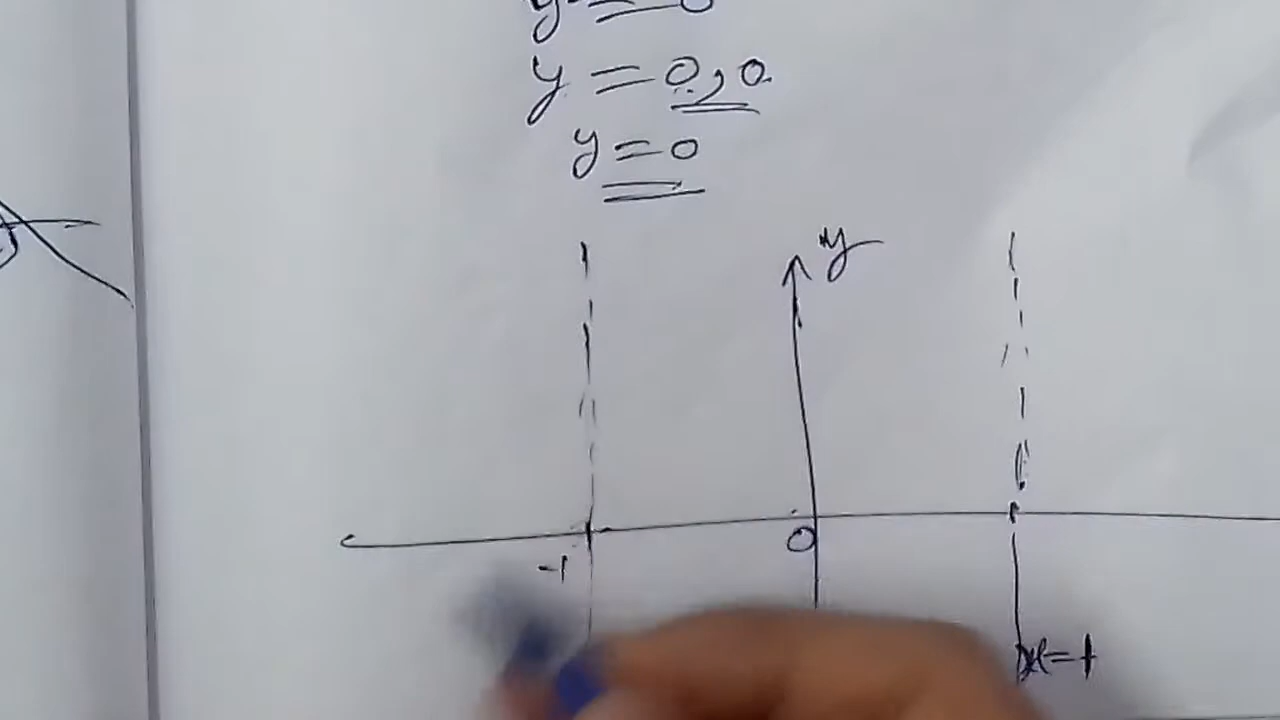 y = 0,0
y = 0
y
-1
0
x=1